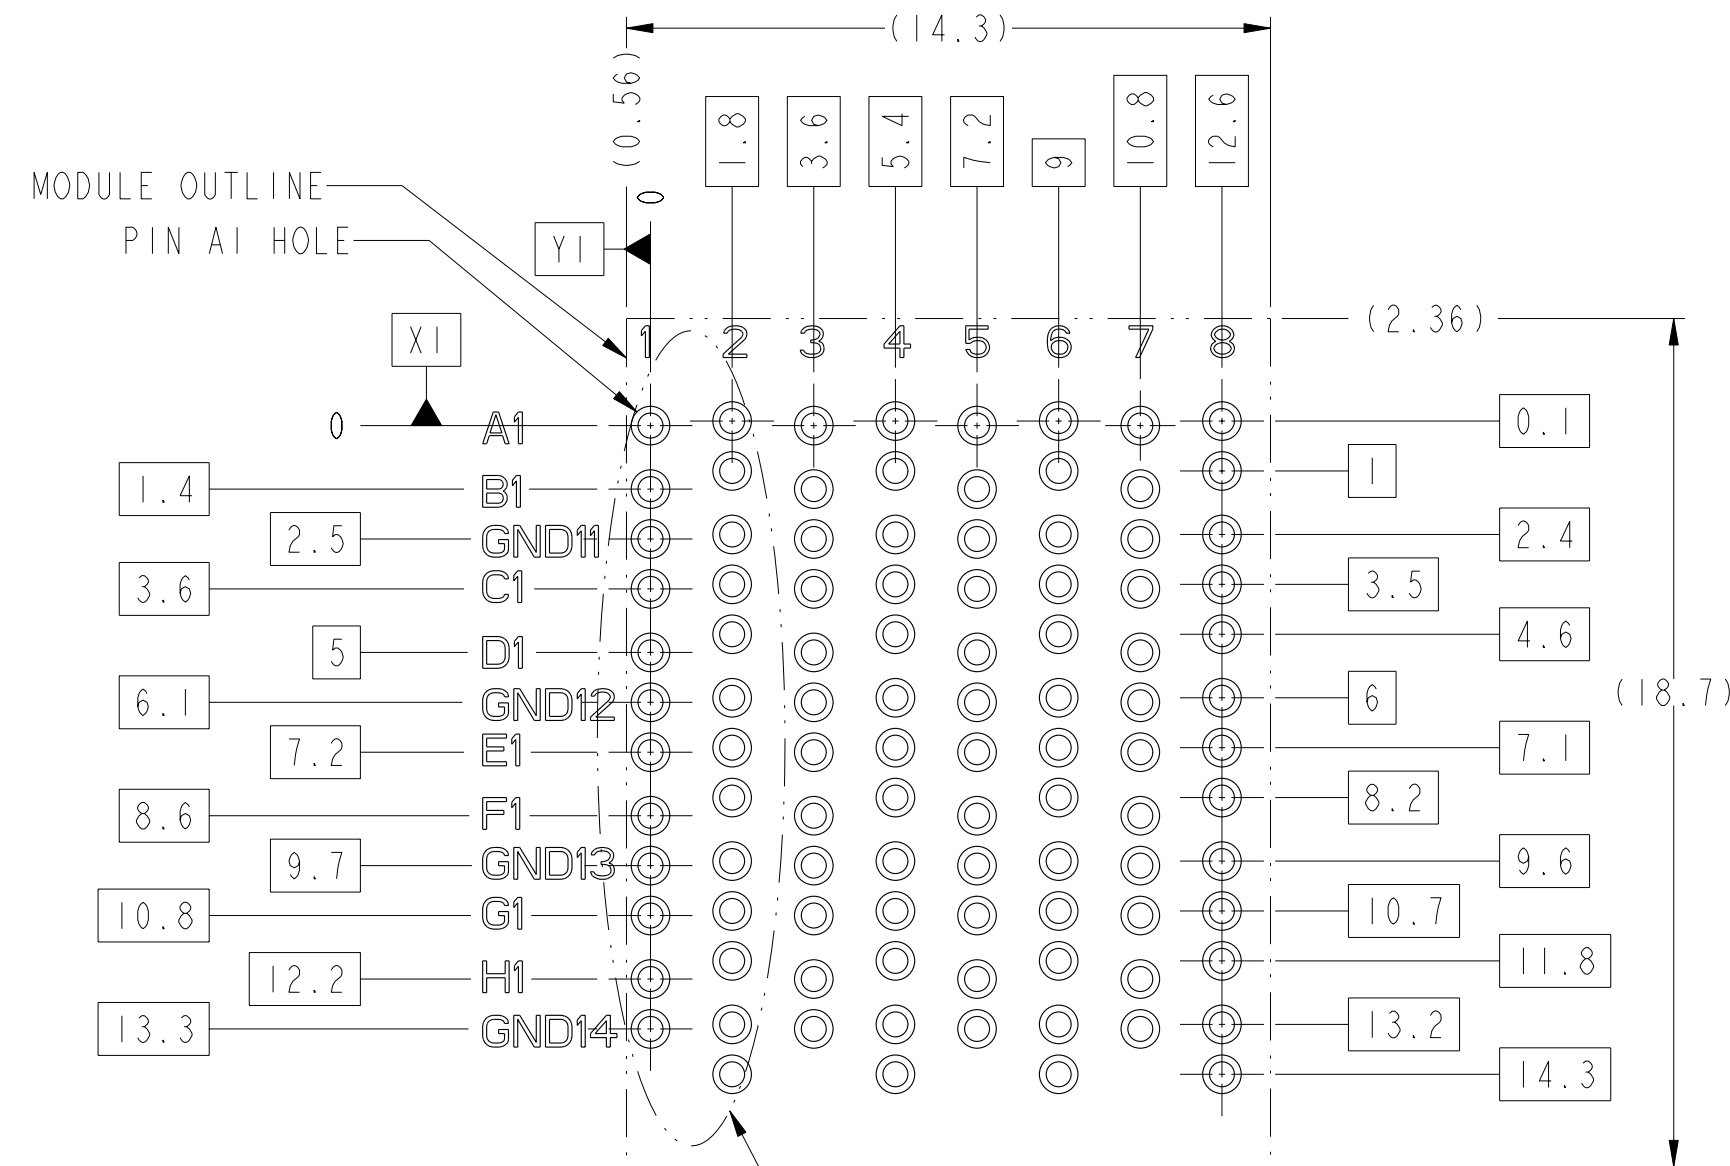 (14.3)
(0.56)
1.8
3.6
5.4
7.2
9
10.8
12.6
MODULE OUTLINE
0
PIN A1 HOLE
Y1
(2.36)
X1
1 2 3 4 5 6 7 8
0 A1 0.1
1
1.4 B1
2.5 GND11 2.4
3.6 C1 3.5
4.6
5 D1
6.1 GND12 6
(18.7)
7.2 E1 7.1
8.2
8.6 F1
9.7 GND13 9.6
10.8 G1 10.7
11.8
12.2 H1
13.3 GND14 13.2
14.3